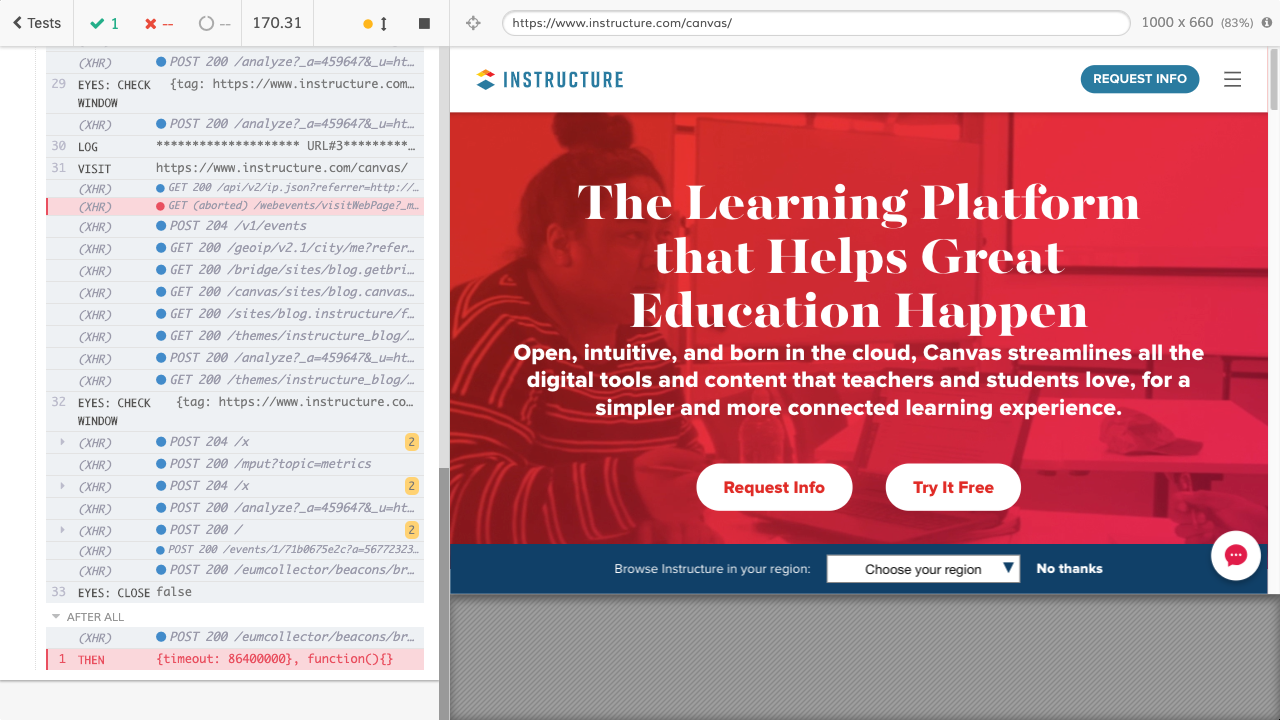 Tests 1 -- -- 170.31
(XHR) POST 200 /analyze?_a=459647&_u=ht...
29 EYES: CHECK WINDOW {tag: https://www.instructure.com...
(XHR) POST 200 /analyze?_a=459647&_u=ht...
30 LOG ******************** URL#3*********...
31 VISIT https://www.instructure.com/canvas/
(XHR) GET 200 /api/v2/ip.json?referrer=http://...
(XHR) GET (aborted) /webevents/visitWebPage?_m...
(XHR) POST 204 /v1/events
(XHR) GET 200 /geoip/v2.1/city/me?refer...
(XHR) GET 200 /bridge/sites/blog.getbri...
(XHR) GET 200 /canvas/sites/blog.canvas...
(XHR) GET 200 /sites/blog.instructure/f...
(XHR) GET 200 /themes/instructure_blog/...
(XHR) POST 200 /analyze?_a=459647&_u=ht...
(XHR) GET 200 /themes/instructure_blog/...
32 EYES: CHECK WINDOW {tag: https://www.instructure.co...
(XHR) POST 204 /x 2
(XHR) POST 200 /mput?topic=metrics
(XHR) POST 204 /x 2
(XHR) POST 200 /analyze?_a=459647&_u=ht...
(XHR) POST 200 / 2
(XHR) POST 200 /events/1/71b0675e2c?a=56772323...
(XHR) POST 200 /eumcollector/beacons/br...
33 EYES: CLOSE false
AFTER ALL
(XHR) POST 200 /eumcollector/beacons/br...
1 THEN {timeout: 86400000}, function(){}
https://www.instructure.com/canvas/ 1000 x 660 (83%)
INSTRUCTURE REQUEST INFO
The Learning Platform
that Helps Great
Education Happen
Open, intuitive, and born in the cloud, Canvas streamlines all the
digital tools and content that teachers and students love, for a
simpler and more connected learning experience.
Request Info Try It Free
Browse Instructure in your region: Choose your region No thanks